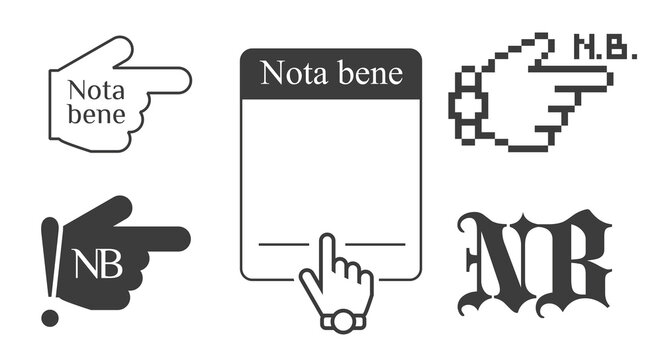 Nota
bene
Nota bene
N.B.
NB
NB